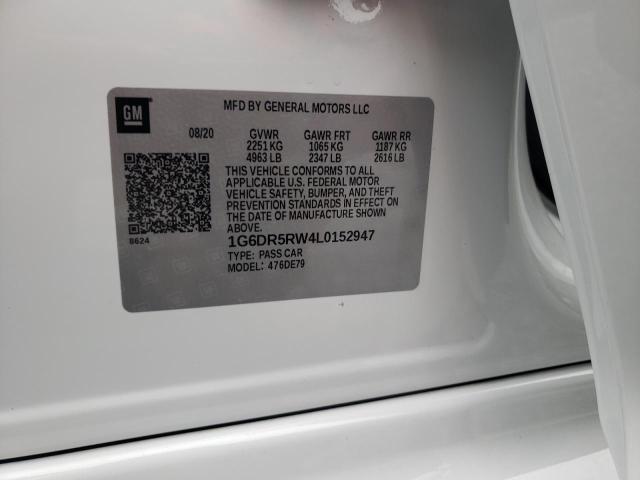 GM
MFD BY GENERAL MOTORS LLC
08/20 GVWR GAWR FRT GAWR RR
2251 KG 1065 KG 1187 KG
4963 LB 2347 LB 2616 LB
THIS VEHICLE CONFORMS TO ALL
APPLICABLE U.S. FEDERAL MOTOR
VEHICLE SAFETY, BUMPER, AND THEFT
PREVENTION STANDARDS IN EFFECT ON
THE DATE OF MANUFACTURE SHOWN
ABOVE.
8624
1G6DR5RW4L0152947
TYPE: PASS CAR
MODEL: 476DE79